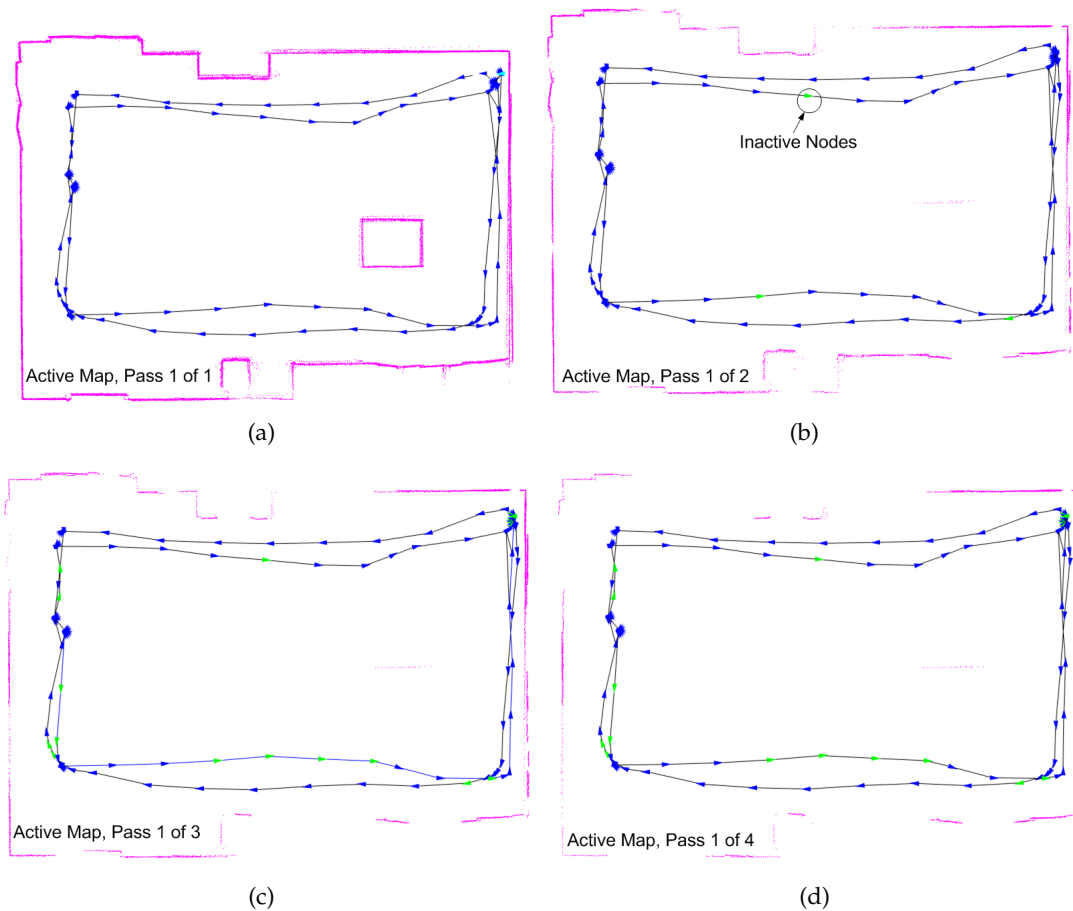 Inactive Nodes
Active Map, Pass 1 of 1
Active Map, Pass 1 of 2
(a)
(b)
Active Map, Pass 1 of 3
Active Map, Pass 1 of 4
(c)
(d)